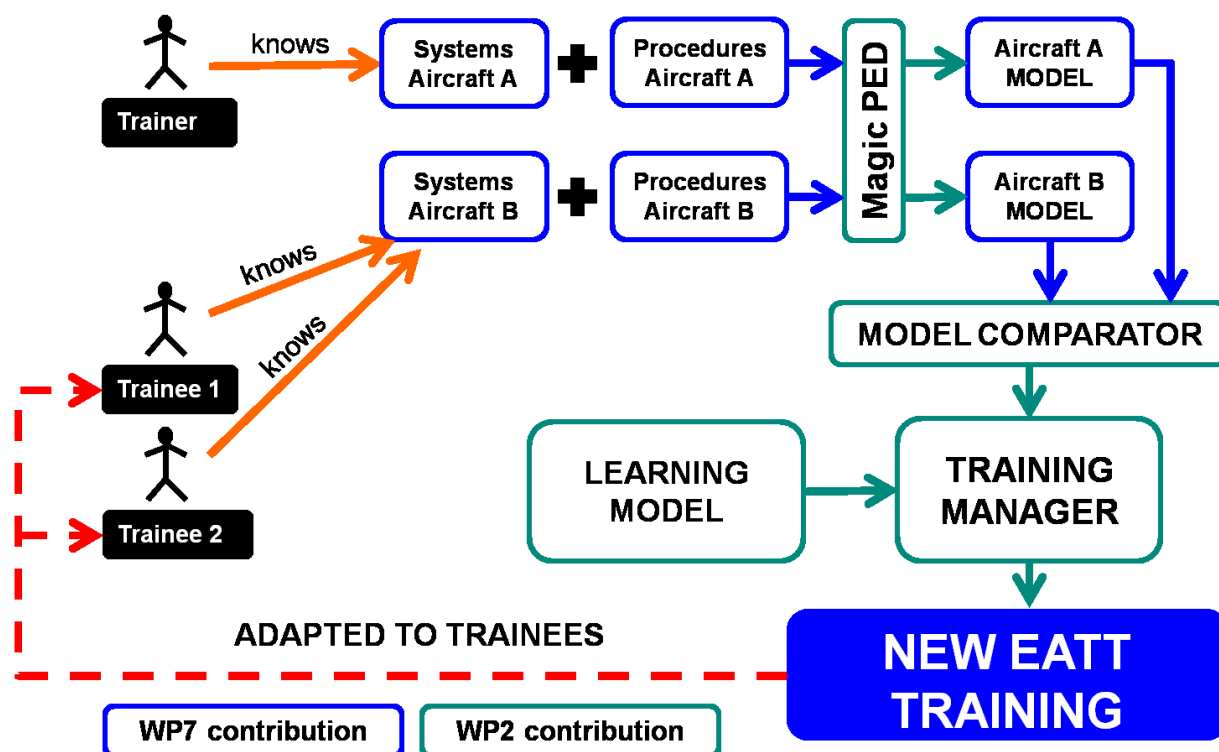 knows
Trainer
Systems
Aircraft A
Procedures
Aircraft A
Magic PED
Aircraft A
MODEL
Systems
Aircraft B
Procedures
Aircraft B
Aircraft B
MODEL
knows
knows
Trainee 1
Trainee 2
MODEL COMPARATOR
LEARNING
MODEL
TRAINING
MANAGER
ADAPTED TO TRAINEES
NEW EATT
TRAINING
WP7 contribution
WP2 contribution